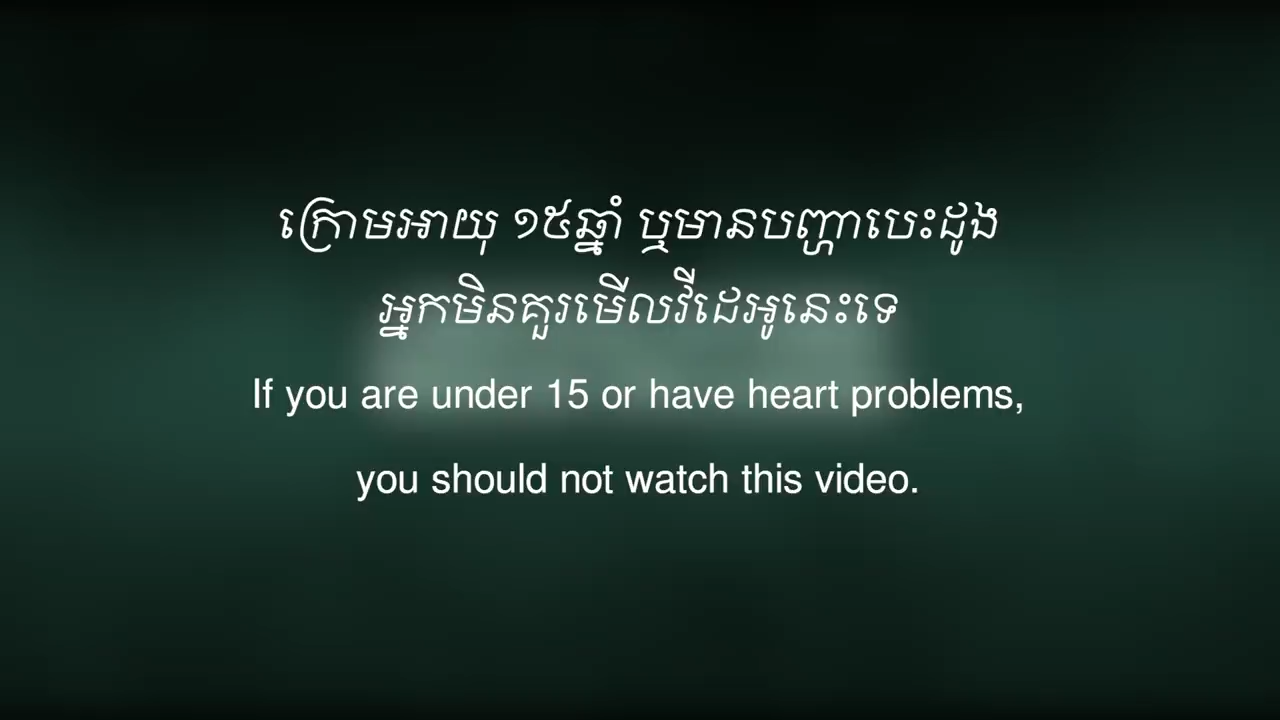 ក្រោមអាយុ ១៥ឆ្នាំ ឬមានបញ្ហាបេះដូង
អ្នកមិនគួរមើលវីដេអូនេះទេ
If you are under 15 or have heart problems,
you should not watch this video.